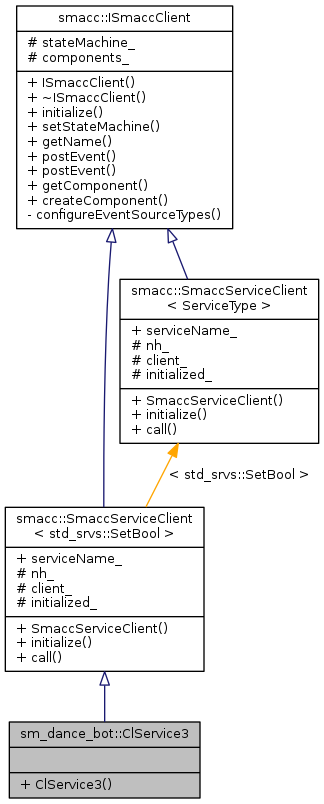 smacc::ISmaccClient
# stateMachine_
# components_
+ ISmaccClient()
+ ~ISmaccClient()
+ initialize()
+ setStateMachine()
+ getName()
+ postEvent()
+ postEvent()
+ getComponent()
+ createComponent()
- configureEventSourceTypes()
smacc::SmaccServiceClient
< ServiceType >
+ serviceName_
# nh_
# client_
# initialized_
+ SmaccServiceClient()
+ initialize()
+ call()
< std_srvs::SetBool >
smacc::SmaccServiceClient
< std_srvs::SetBool >
+ serviceName_
# nh_
# client_
# initialized_
+ SmaccServiceClient()
+ initialize()
+ call()
sm_dance_bot::ClService3
+ ClService3()